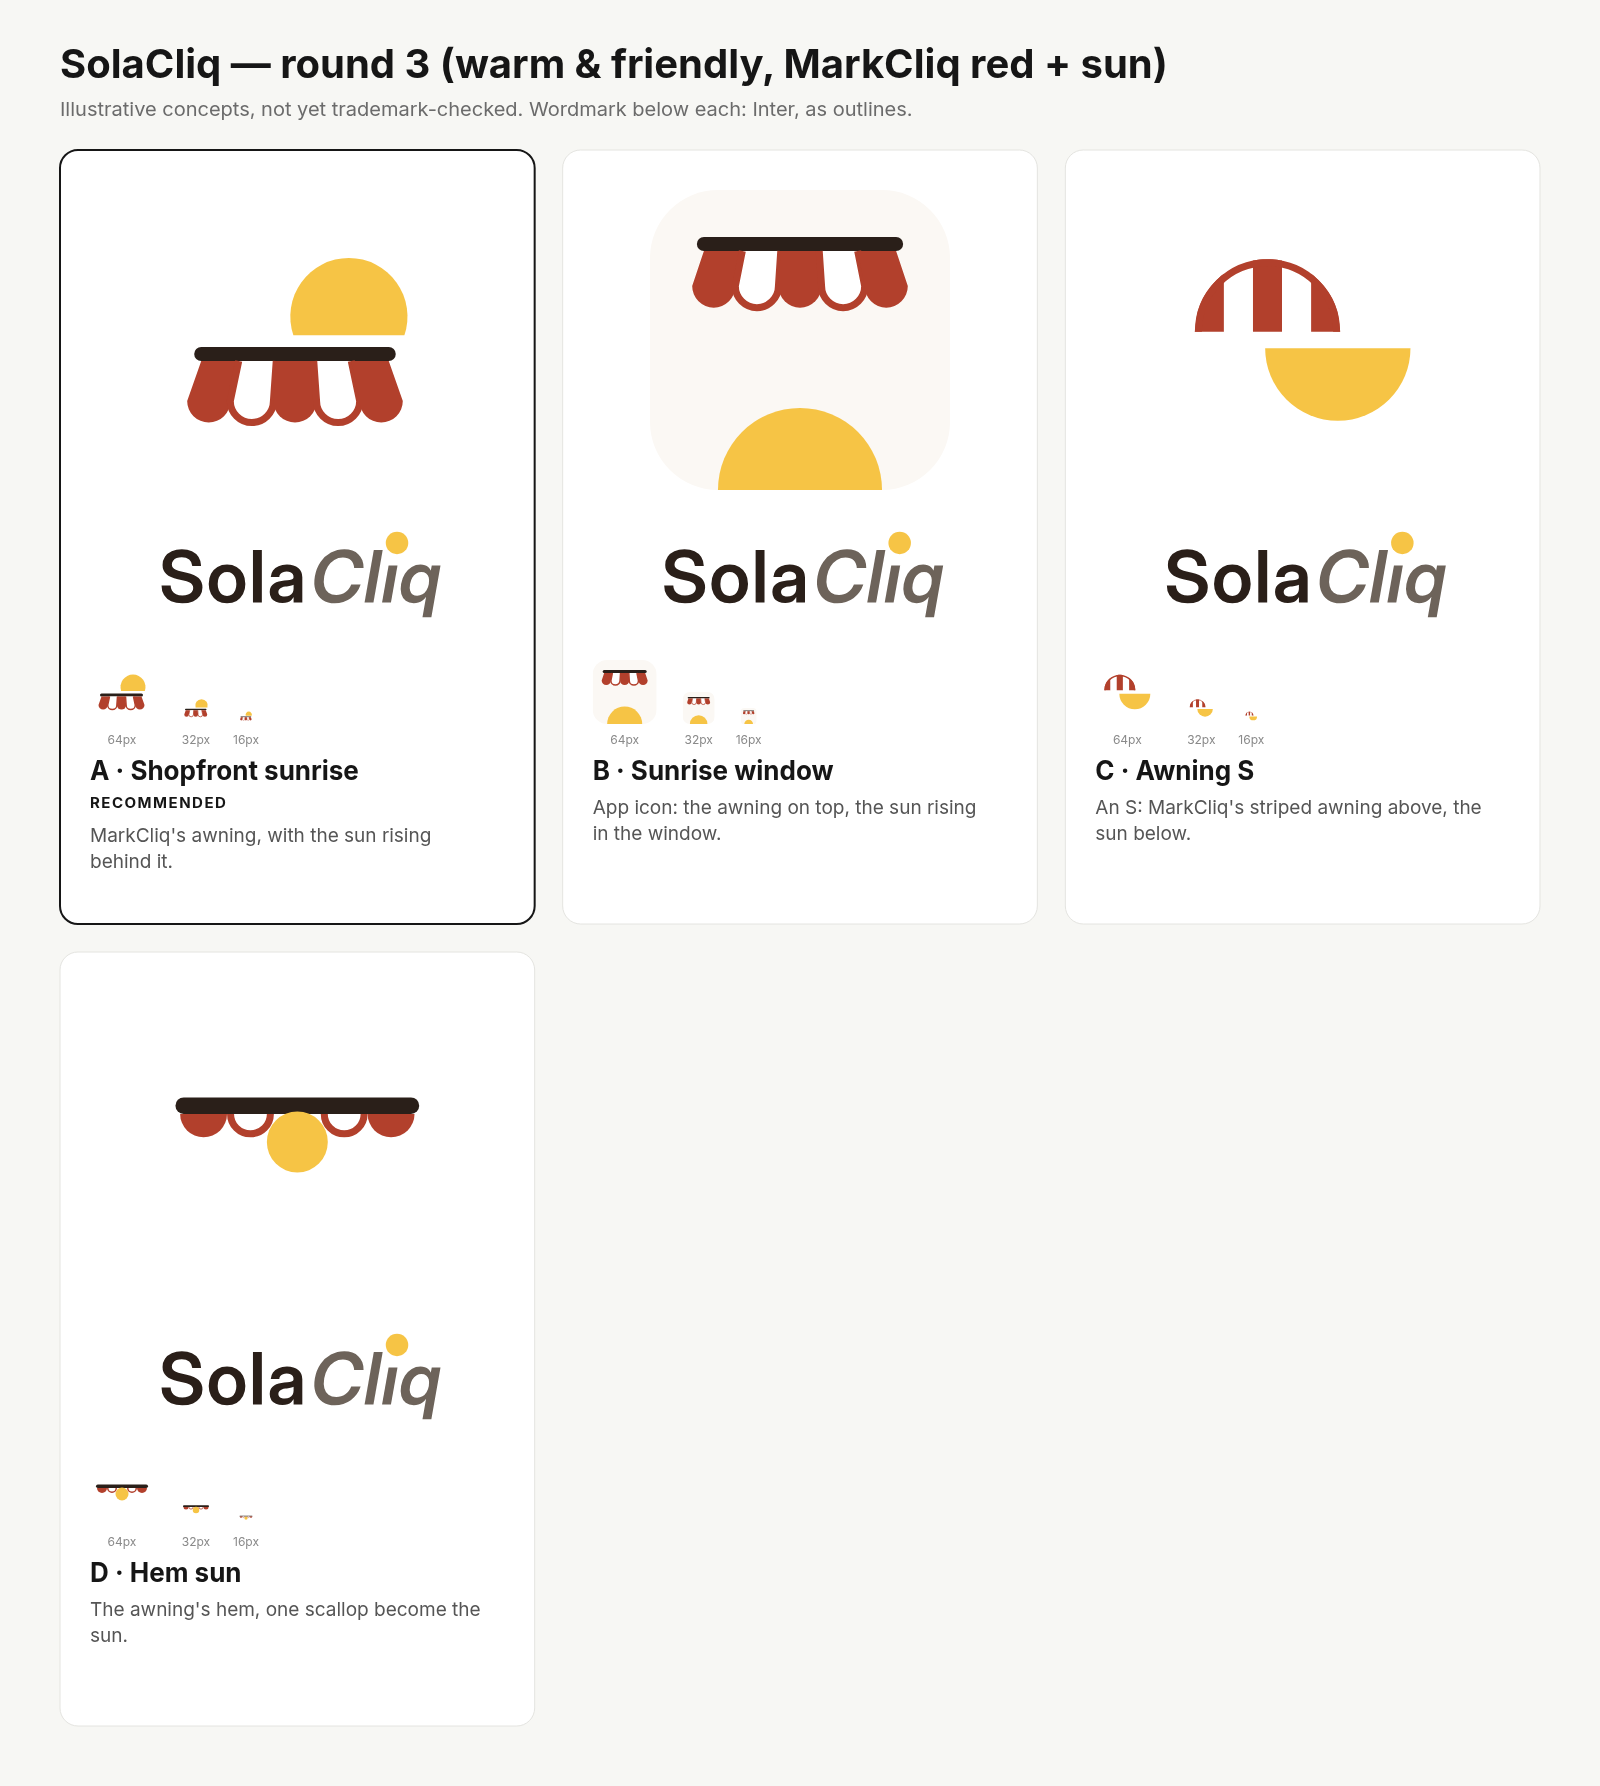 SolaCliq — round 3 (warm & friendly, MarkCliq red + sun)
Illustrative concepts, not yet trademark-checked. Wordmark below each: Inter, as outlines.
SolaCliq
64px 32px 16px
A · Shopfront sunrise
RECOMMENDED
MarkCliq's awning, with the sun rising
behind it.
SolaCliq
64px 32px 16px
B · Sunrise window
App icon: the awning on top, the sun rising
in the window.
SolaCliq
64px 32px 16px
C · Awning S
An S: MarkCliq's striped awning above, the
sun below.
SolaCliq
64px 32px 16px
D · Hem sun
The awning's hem, one scallop become the
sun.